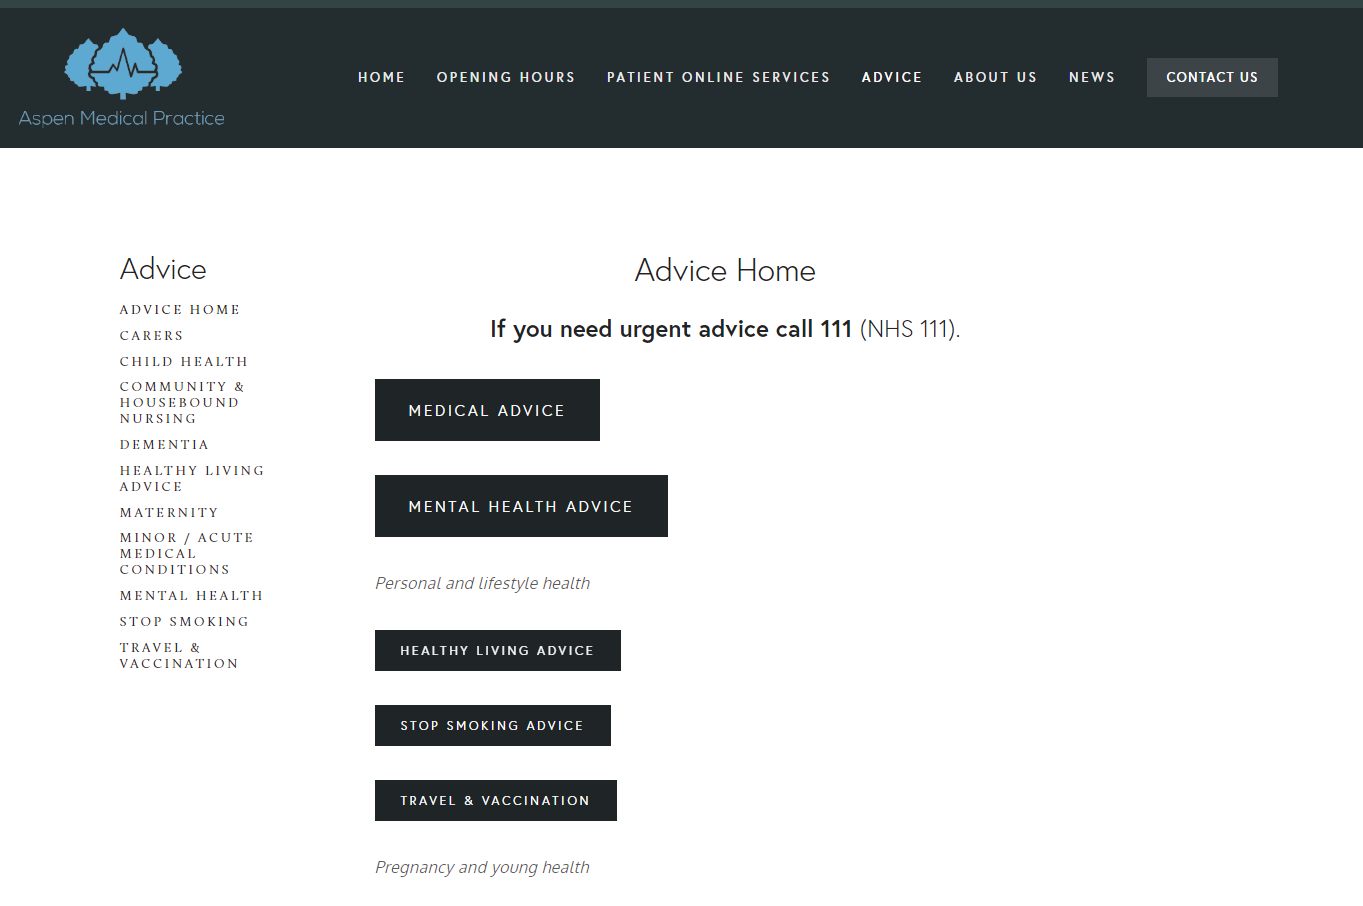 Aspen Medical Practice
HOME OPENING HOURS PATIENT ONLINE SERVICES ADVICE ABOUT US NEWS CONTACT US
Advice
ADVICE HOME
CARERS
CHILD HEALTH
COMMUNITY &
HOUSEBOUND
NURSING
DEMENTIA
HEALTHY LIVING
ADVICE
MATERNITY
MINOR / ACUTE
MEDICAL
CONDITIONS
MENTAL HEALTH
STOP SMOKING
TRAVEL &
VACCINATION
Advice Home
If you need urgent advice call 111 (NHS 111).
MEDICAL ADVICE
MENTAL HEALTH ADVICE
Personal and lifestyle health
HEALTHY LIVING ADVICE
STOP SMOKING ADVICE
TRAVEL & VACCINATION
Pregnancy and young health